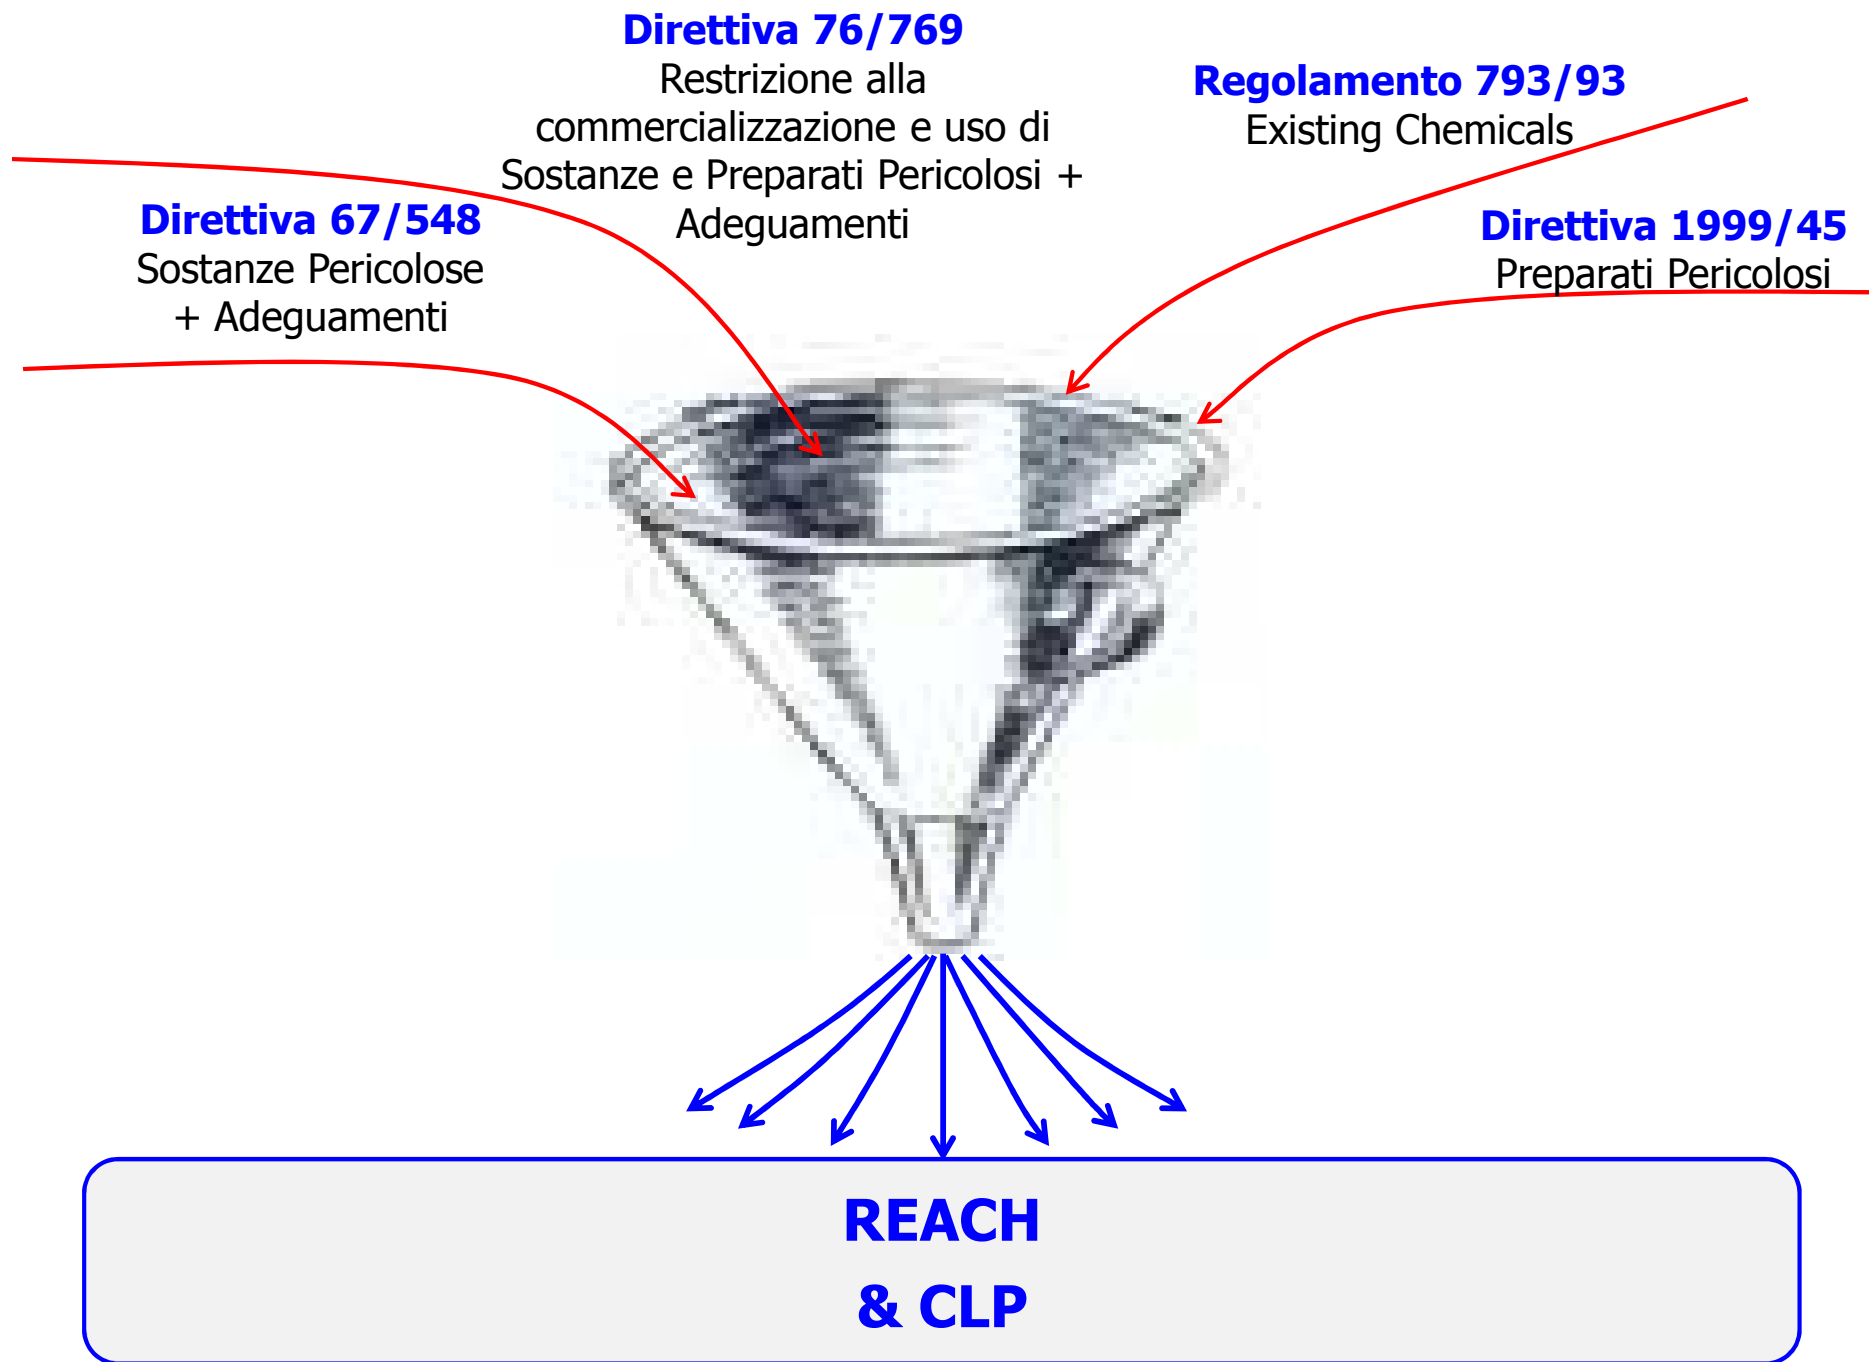 Direttiva 76/769
Restrizione alla
commercializzazione e uso di
Sostanze e Preparati Pericolosi +
Adeguamenti
Regolamento 793/93
Existing Chemicals
Direttiva 67/548
Sostanze Pericolose
+ Adeguamenti
Direttiva 1999/45
Preparati Pericolosi
REACH
& CLP